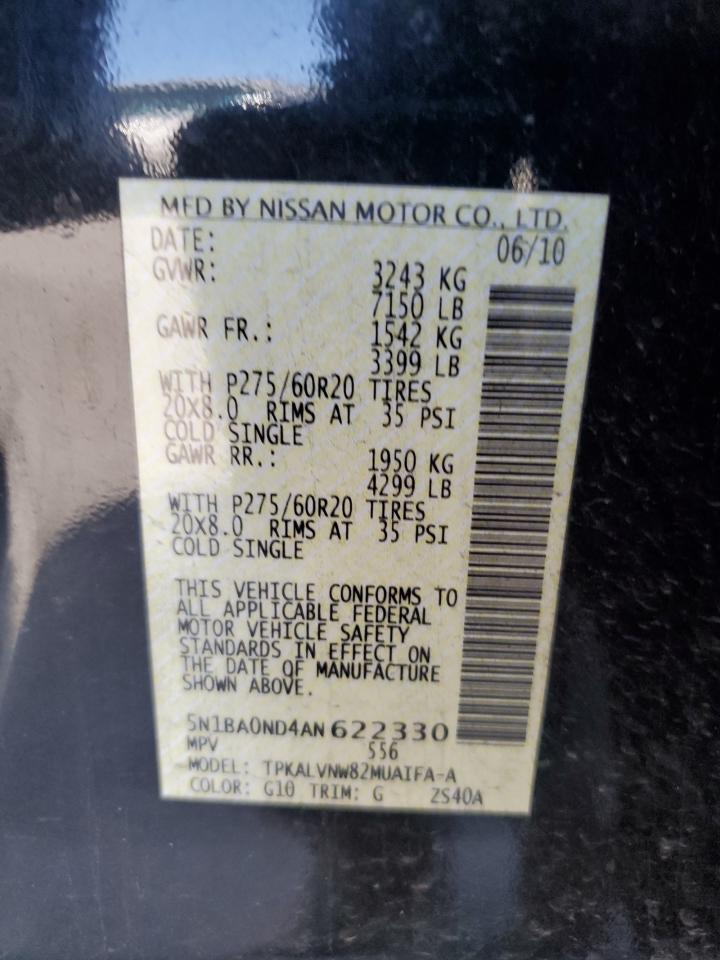 MFD BY NISSAN MOTOR CO., LTD.
DATE: 06/10
GVWR: 3243 KG
7150 LB
GAWR FR.: 1542 KG
3399 LB
WITH P275/60R20 TIRES
20X8.0 RIMS AT 35 PSI
COLD SINGLE
GAWR RR.: 1950 KG
4299 LB
WITH P275/60R20 TIRES
20X8.0 RIMS AT 35 PSI
COLD SINGLE
THIS VEHICLE CONFORMS TO
ALL APPLICABLE FEDERAL
MOTOR VEHICLE SAFETY
STANDARDS IN EFFECT ON
THE DATE OF MANUFACTURE
SHOWN ABOVE.
5N1BA0ND4AN622330
MPV 556
MODEL: TPKALVNW82MUAIFA-A
COLOR: G10 TRIM: G ZS40A